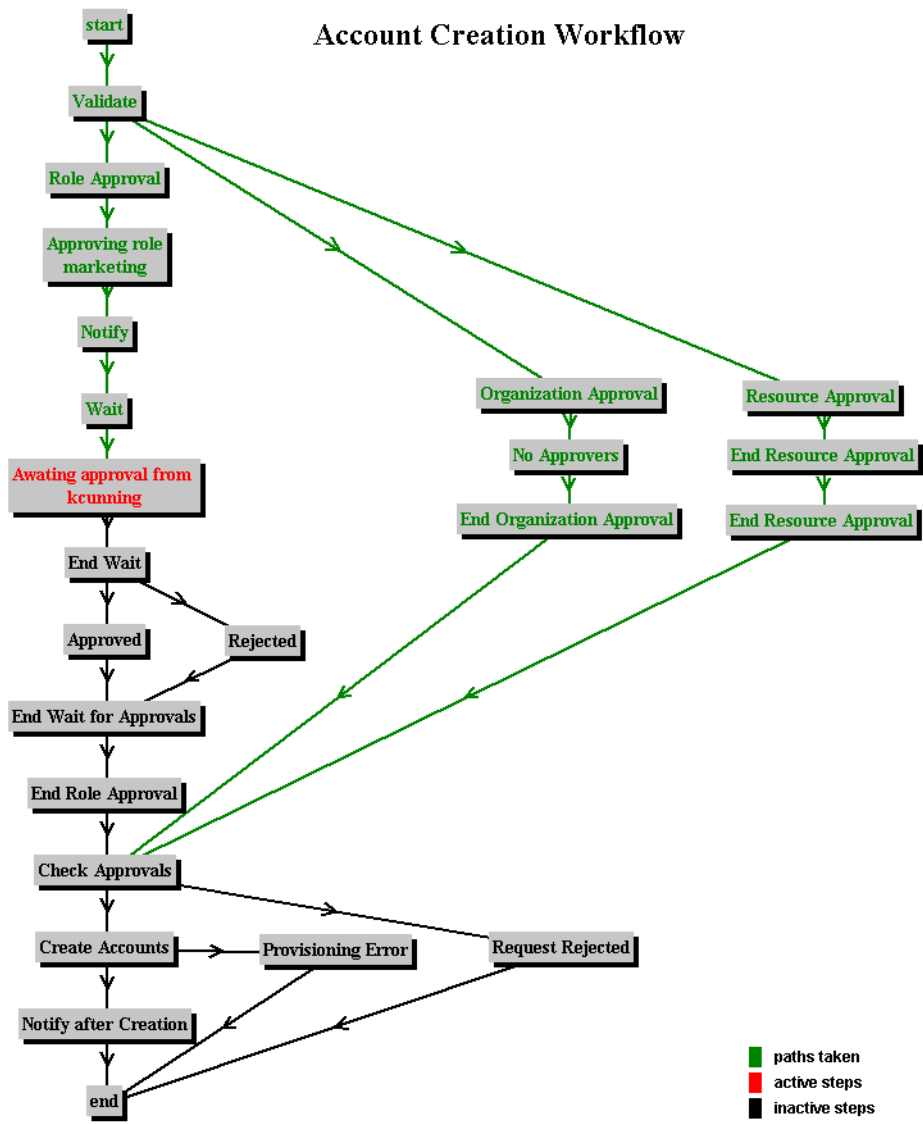 start
Account Creation Workflow
Validate
Role Approval
Approving role
marketing
Notify
Wait
Organization Approval
Resource Approval
No Approvers
End Resource Approval
Awating approval from
kcunning
End Organization Approval
End Resource Approval
End Wait
Approved
Rejected
End Wait for Approvals
End Role Approval
Check Approvals
Create Accounts
Provisioning Error
Request Rejected
Notify after Creation
end
paths taken
active steps
inactive steps